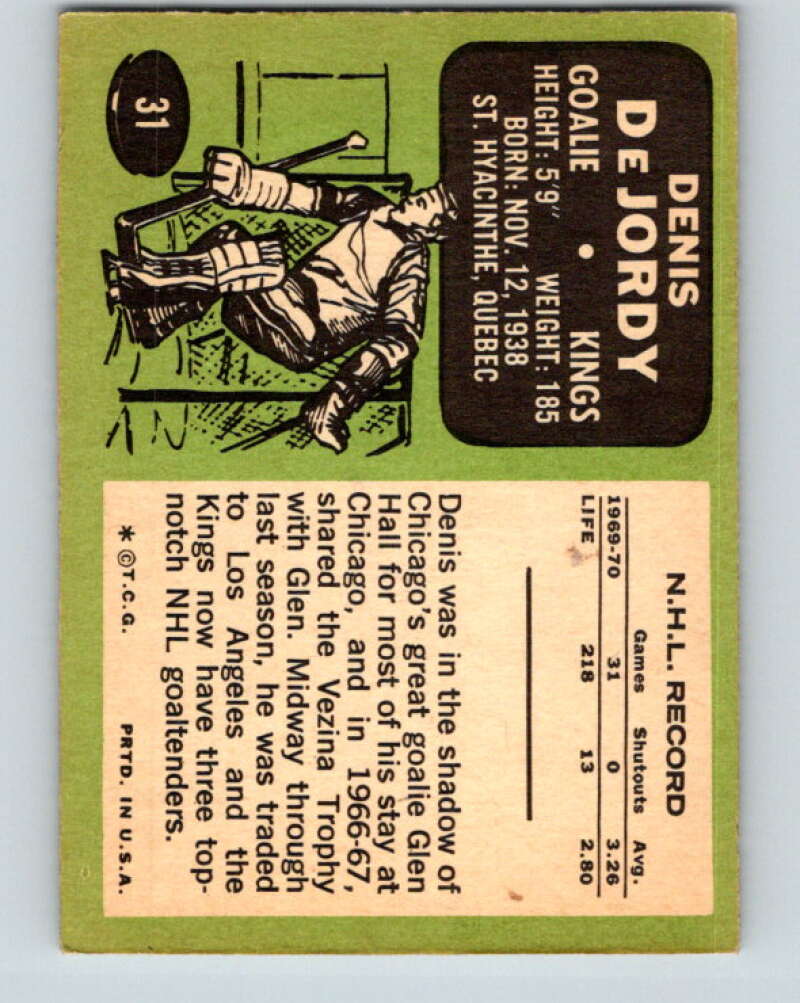 DENIS
DeJORDY
GOALIE • KINGS
HEIGHT: 5'9" WEIGHT: 185
BORN: NOV. 12, 1938
ST. HYACINTHE, QUEBEC
31
N.H.L. RECORD
Games Shutouts Avg.
1969-70 31 0 3.26
LIFE 218 13 2.80
Denis was in the shadow of
Chicago's great goalie Glen
Hall for most of his stay at
Chicago, and in 1966-67,
shared the Vezina Trophy
with Glen. Midway through
last season, he was traded
to Los Angeles and the
Kings now have three top-
notch NHL goaltenders.
* ©T.C.G. PRTD. IN U.S.A.